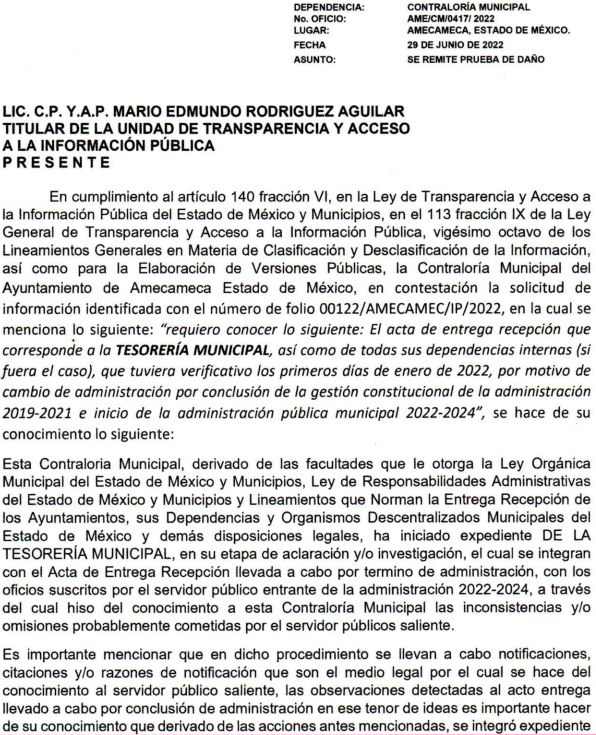 DEPENDENCIA: CONTRALORÍA MUNICIPAL
No. OFICIO: AME/CM/0417/ 2022
LUGAR: AMECAMECA, ESTADO DE MÉXICO.
FECHA 29 DE JUNIO DE 2022
ASUNTO: SE REMITE PRUEBA DE DAÑO
LIC. C.P. Y.A.P. MARIO EDMUNDO RODRIGUEZ AGUILAR
TITULAR DE LA UNIDAD DE TRANSPARENCIA Y ACCESO
A LA INFORMACIÓN PÚBLICA
P R E S E N T E
En cumplimiento al artículo 140 fracción VI, en la Ley de Transparencia y Acceso a
la Información Pública del Estado de México y Municipios, en el 113 fracción IX de la Ley
General de Transparencia y Acceso a la Información Pública, vigésimo octavo de los
Lineamientos Generales en Materia de Clasificación y Desclasificación de la Información,
así como para la Elaboración de Versiones Públicas, la Contraloría Municipal del
Ayuntamiento de Amecameca Estado de México, en contestación la solicitud de
información identificada con el número de folio 00122/AMECAMEC/IP/2022, en la cual se
menciona lo siguiente: "requiero conocer lo siguiente: El acta de entrega recepción que
corresponde a la TESORERÍA MUNICIPAL, así como de todas sus dependencias internas (si
fuera el caso), que tuviera verificativo los primeros días de enero de 2022, por motivo de
cambio de administración por conclusión de la gestión constitucional de la administración
2019-2021 e inicio de la administración pública municipal 2022-2024", se hace de su
conocimiento lo siguiente:
Esta Contraloria Municipal, derivado de las facultades que le otorga la Ley Orgánica
Municipal del Estado de México y Municipios, Ley de Responsabilidades Administrativas
del Estado de México y Municipios y Lineamientos que Norman la Entrega Recepción de
los Ayuntamientos, sus Dependencias y Organismos Descentralizados Municipales del
Estado de México y demás disposiciones legales, ha iniciado expediente DE LA
TESORERÍA MUNICIPAL, en su etapa de aclaración y/o investigación, el cual se integran
con el Acta de Entrega Recepción llevada a cabo por termino de administración, con los
oficios suscritos por el servidor público entrante de la administración 2022-2024, a través
del cual hiso del conocimiento a esta Contraloría Municipal las inconsistencias y/o
omisiones probablemente cometidas por el servidor públicos saliente.
Es importante mencionar que en dicho procedimiento se llevan a cabo notificaciones,
citaciones y/o razones de notificación que son el medio legal por el cual se hace del
conocimiento al servidor público saliente, las observaciones detectadas al acto entrega
llevado a cabo por conclusión de administración en ese tenor de ideas es importante hacer
de su conocimiento que derivado de las acciones antes mencionadas, se integró expediente